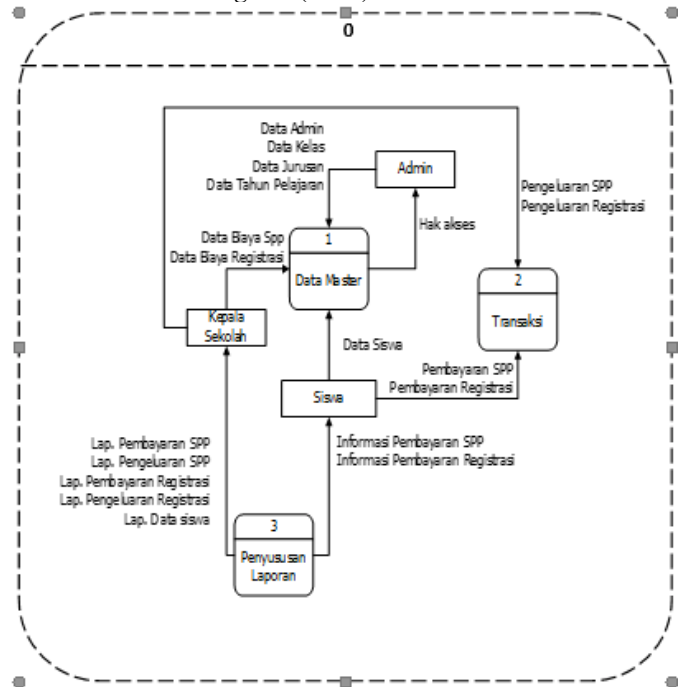 0
Data Admin
Data Kelas
Data Jurusan
Data Tahun Pelajaran
Admin
Pengeluaran SPP
Pengeluaran Registrasi
Hak akses
Data Biaya Spp
Data Biaya Registrasi
1
Data Master
2
Transaksi
Kepala
Sekolah
Data Siswa
Pembayaran SPP
Pembayaran Registrasi
Siswa
Lap. Pembayaran SPP
Lap. Pengeluaran SPP
Lap. Pembayaran Registrasi
Lap. Pengeluaran Registrasi
Lap. Data siswa
Informasi Pembayaran SPP
Informasi Pembayaran Registrasi
3
Penyususan
Laporan